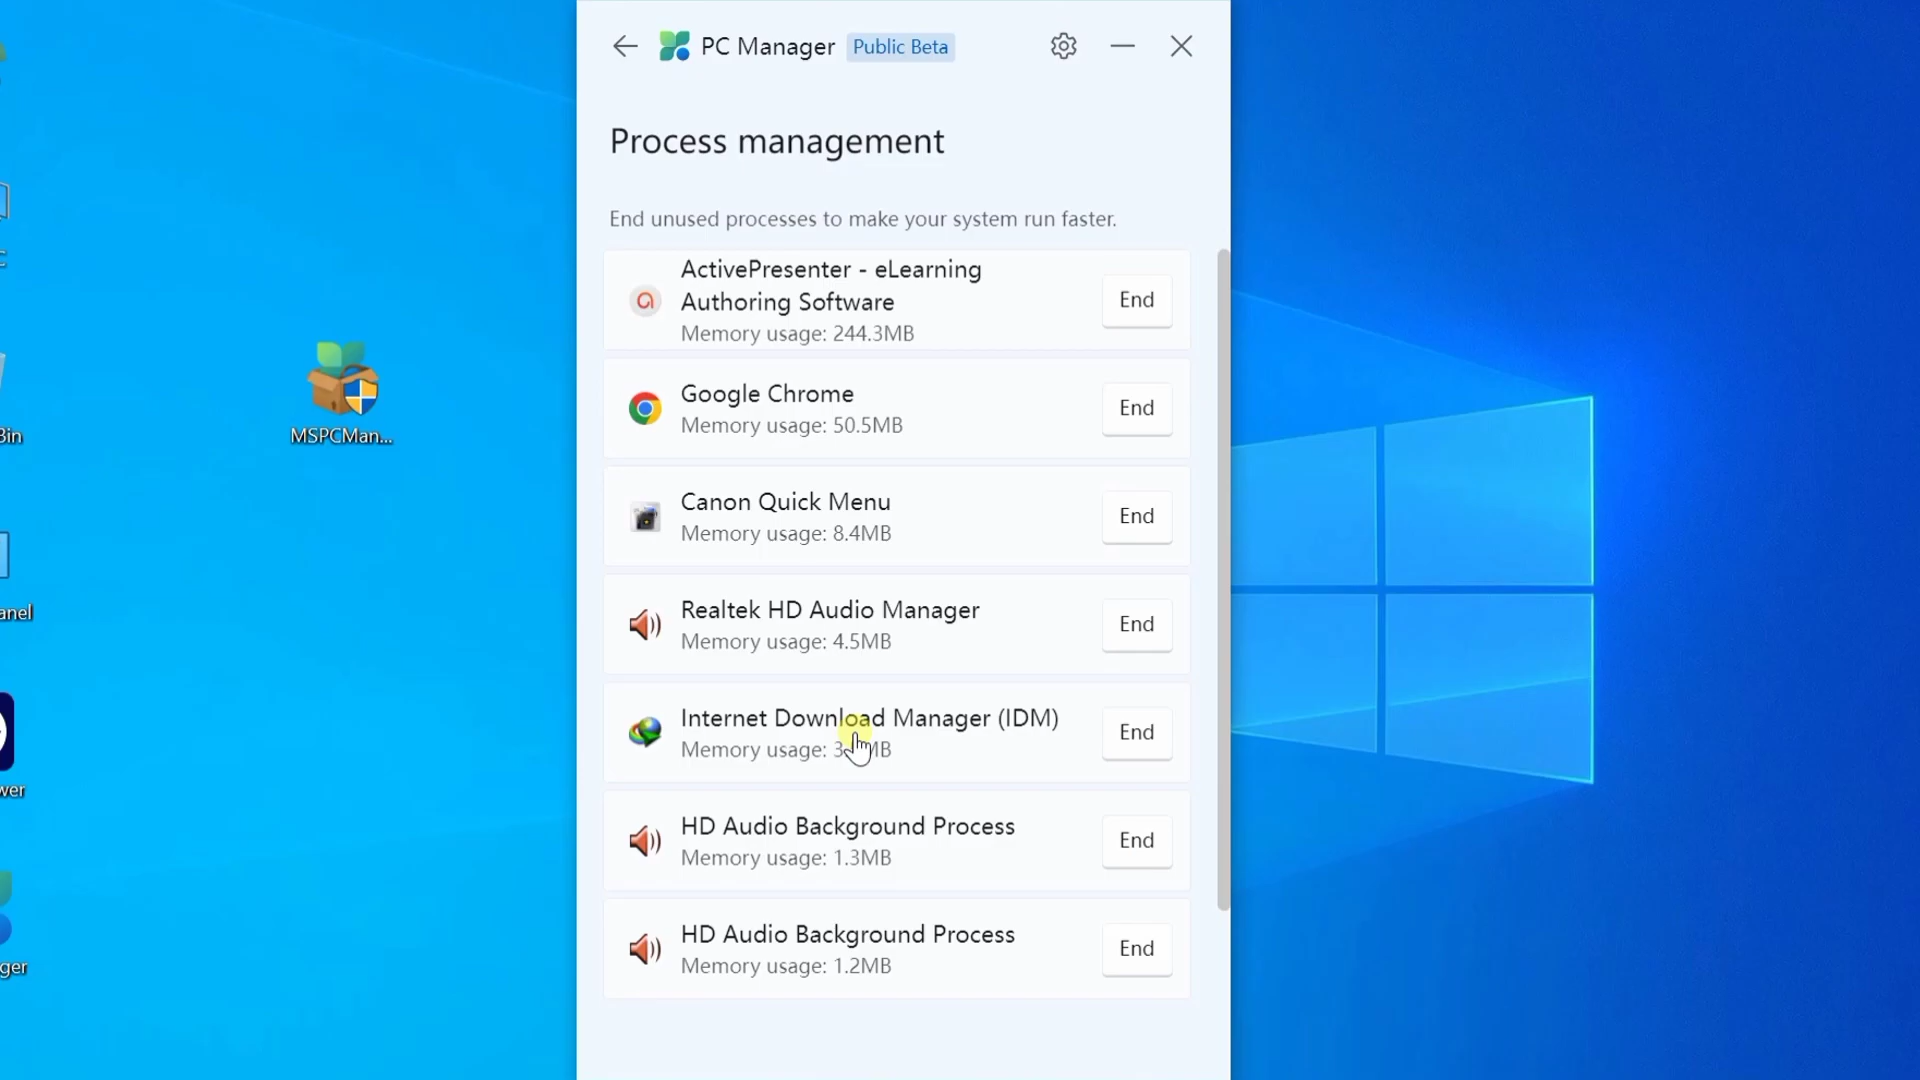 PC Manager Public Beta
Process management
End unused processes to make your system run faster.
ActivePresenter - eLearning
Authoring Software
Memory usage: 244.3MB
End
Google Chrome
Memory usage: 50.5MB
End
Canon Quick Menu
Memory usage: 8.4MB
End
Realtek HD Audio Manager
Memory usage: 4.5MB
End
Internet Download Manager (IDM)
Memory usage:
End
HD Audio Background Process
Memory usage: 1.3MB
End
HD Audio Background Process
Memory usage: 1.2MB
End
MSPCMan...
Bin
anel
wer
ger